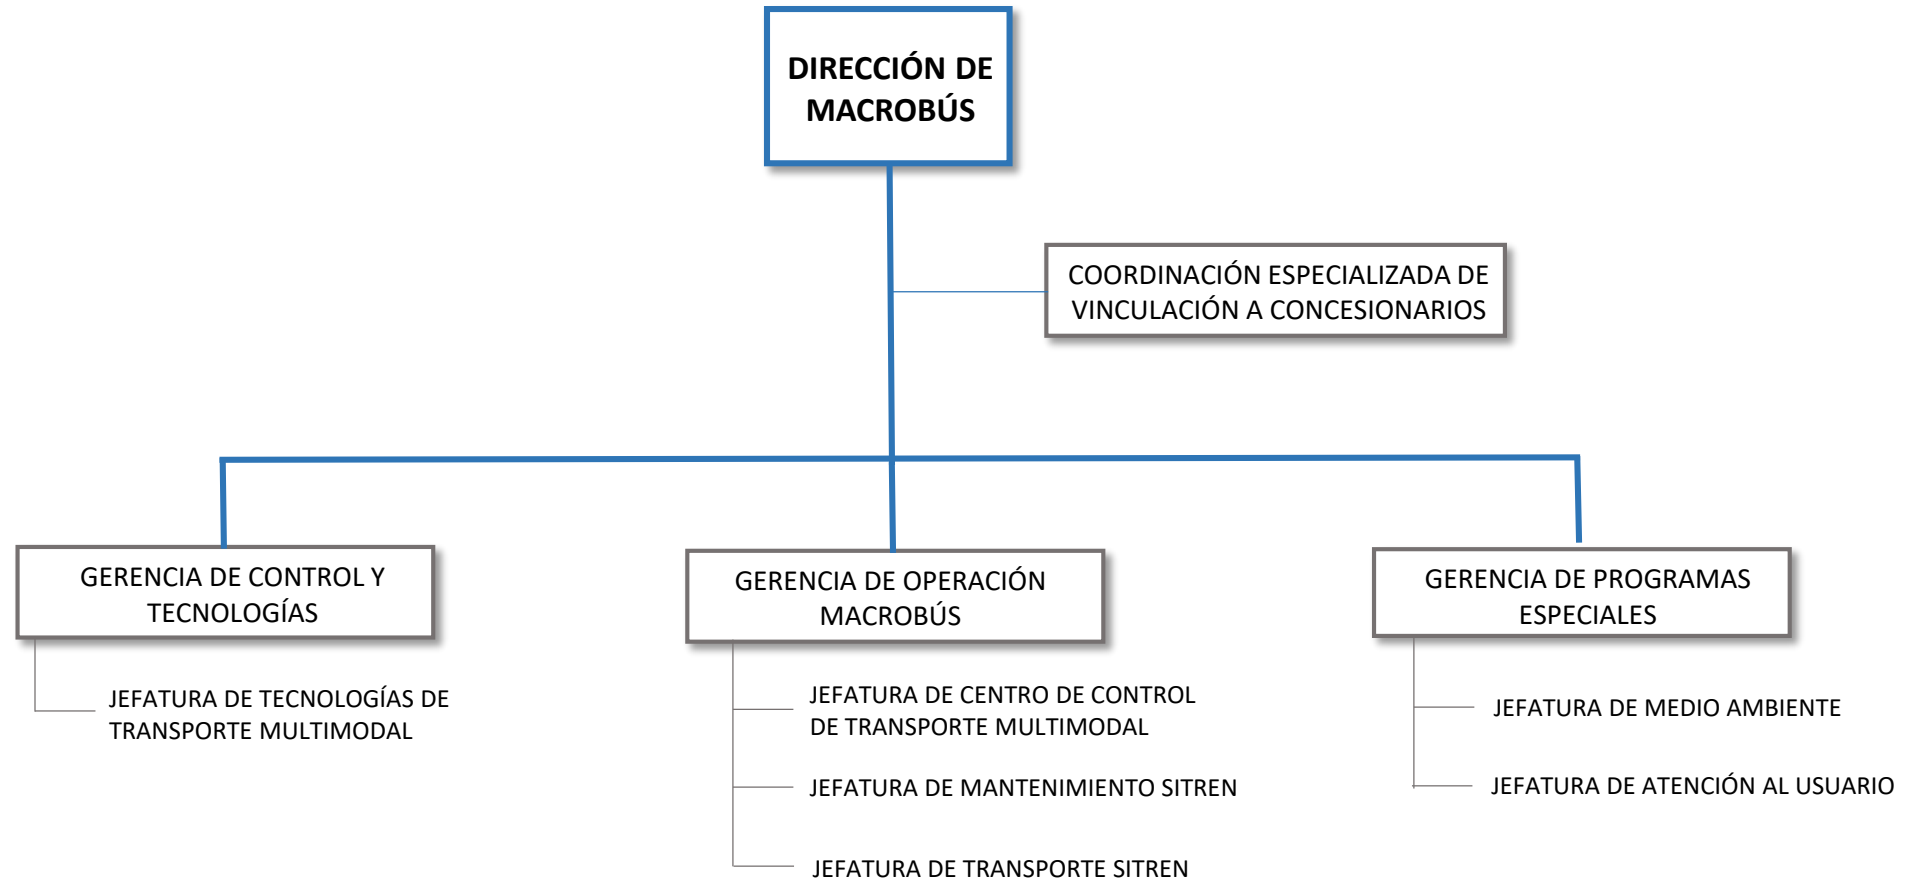 DIRECCIÓN DE
MACROBÚS
COORDINACIÓN ESPECIALIZADA DE
VINCULACIÓN A CONCESIONARIOS
GERENCIA DE CONTROL Y
TECNOLOGÍAS
JEFATURA DE TECNOLOGÍAS DE
TRANSPORTE MULTIMODAL
GERENCIA DE OPERACIÓN
MACROBÚS
JEFATURA DE CENTRO DE CONTROL
DE TRANSPORTE MULTIMODAL
JEFATURA DE MANTENIMIENTO SITREN
JEFATURA DE TRANSPORTE SITREN
GERENCIA DE PROGRAMAS
ESPECIALES
JEFATURA DE MEDIO AMBIENTE
JEFATURA DE ATENCIÓN AL USUARIO